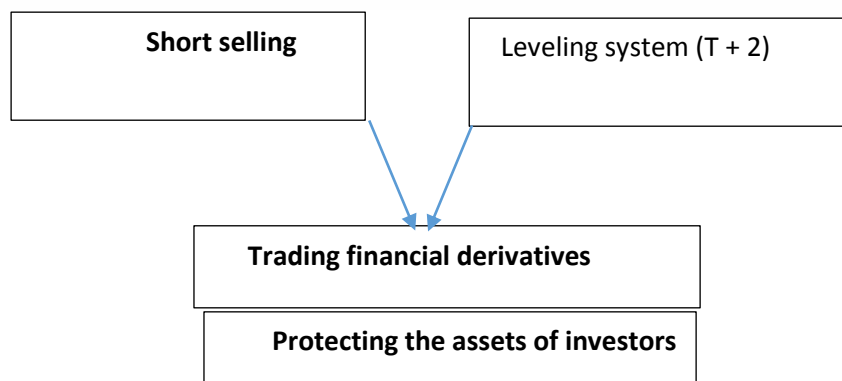 Short selling
Leveling system (T + 2)
Trading financial derivatives
Protecting the assets of investors